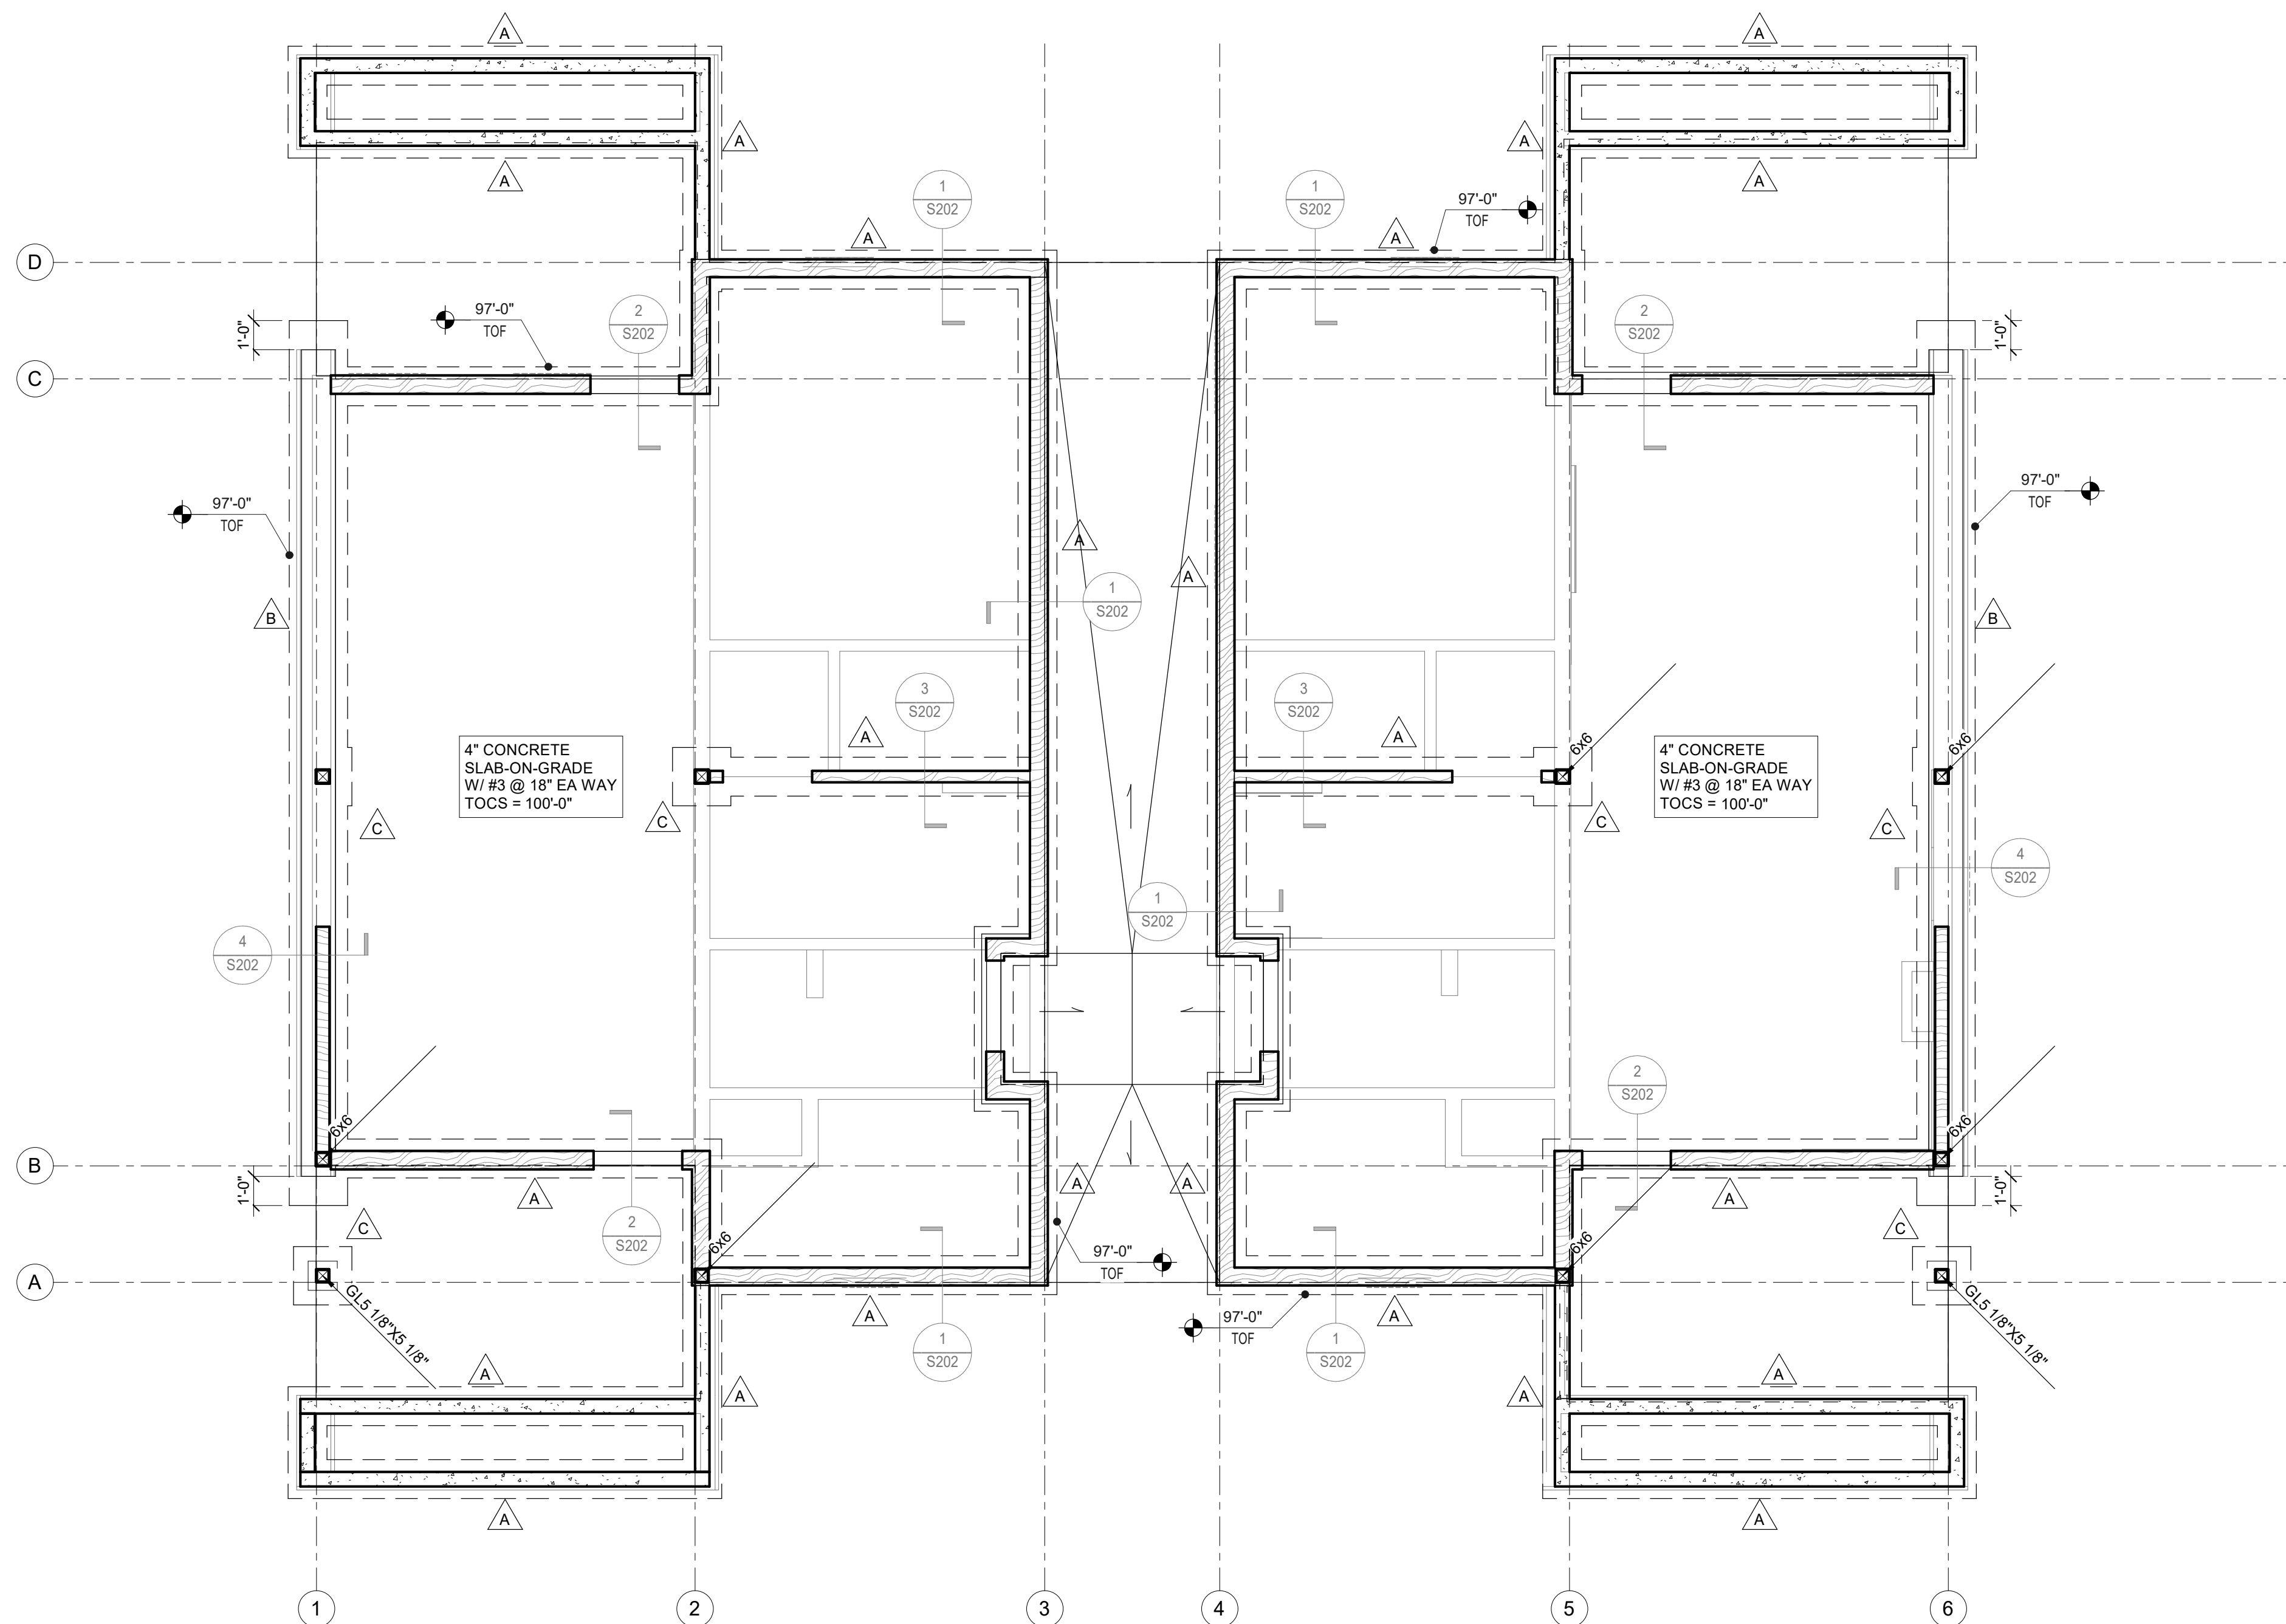 A
A
A
A
A
A
1
S202
1
S202
97'-0"
TOF
A
A
D
2
S202
2
S202
97'-0"
TOF
1'-0"
1'-0"
C
97'-0"
TOF
97'-0"
TOF
A
A
1
S202
B
B
3
S202
3
S202
A
A
6x6
6x6
4" CONCRETE
SLAB-ON-GRADE
W/ #3 @ 18" EA WAY
TOCS = 100'-0"
4" CONCRETE
SLAB-ON-GRADE
W/ #3 @ 18" EA WAY
TOCS = 100'-0"
C
C
C
C
4
S202
1
S202
4
S202
2
S202
6x6
6x6
B
1'-0"
A
A
A
A
1'-0"
C
C
2
S202
6x6
6x6
97'-0"
TOF
A
GL5 1/8"X5 1/8"
GL5 1/8"X5 1/8"
A
A
97'-0"
TOF
1
S202
1
S202
A
A
A
A
A
A
1
2
3
4
5
6